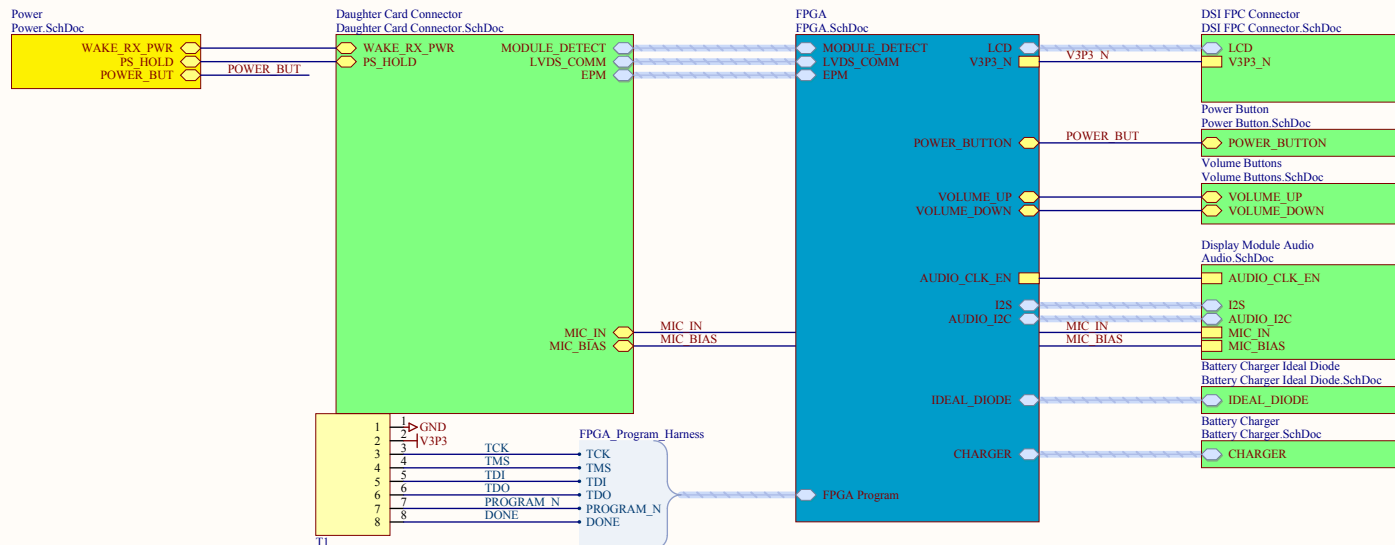 Power
Power.SchDoc
WAKE_RX_PWR
PS_HOLD
POWER_BUT
POWER_BUT
Daughter Card Connector
Daughter Card Connector.SchDoc
WAKE_RX_PWR
PS_HOLD
MODULE_DETECT
LVDS_COMM
EPM
MIC_IN
MIC_BIAS
MIC_IN
MIC_BIAS
FPGA
FPGA.SchDoc
MODULE_DETECT
LVDS_COMM
EPM
LCD
V3P3_N
V3P3_N
POWER_BUTTON
POWER_BUT
VOLUME_UP
VOLUME_DOWN
AUDIO_CLK_EN
I2S
AUDIO_I2C
MIC_IN
MIC_BIAS
IDEAL_DIODE
CHARGER
FPGA Program
DSI FPC Connector
DSI FPC Connector.SchDoc
LCD
V3P3_N
Power Button
Power Button.SchDoc
POWER_BUTTON
Volume Buttons
Volume Buttons.SchDoc
VOLUME_UP
VOLUME_DOWN
Display Module Audio
Audio.SchDoc
AUDIO_CLK_EN
I2S
AUDIO_I2C
MIC_IN
MIC_BIAS
Battery Charger Ideal Diode
Battery Charger Ideal Diode.SchDoc
IDEAL_DIODE
Battery Charger
Battery Charger.SchDoc
CHARGER
1 1 GND
2 2 V3P3
3 3 TCK
4 4 TMS
5 5 TDI
6 6 TDO
7 7 PROGRAM_N
8 8 DONE
T1
FPGA_Program_Harness
TCK
TMS
TDI
TDO
PROGRAM_N
DONE